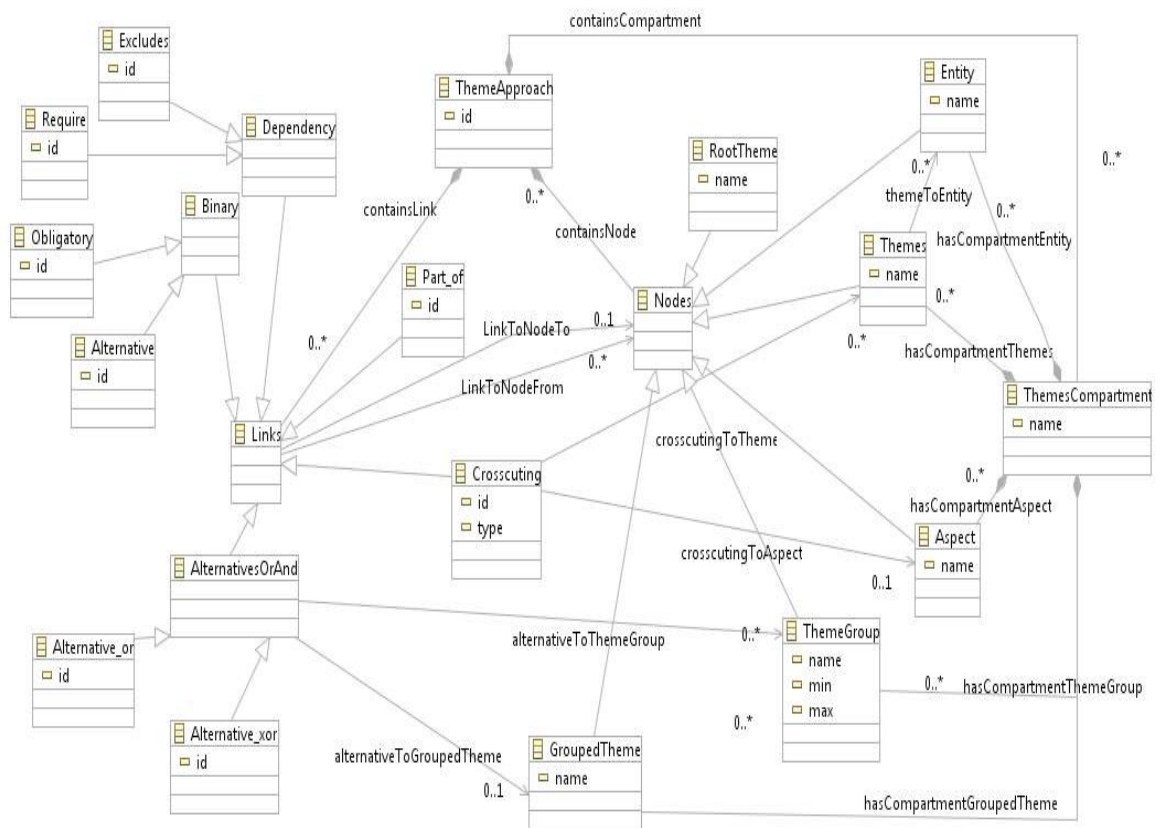 containsCompartment
Excludes
id
ThemeApproach
id
Entity
name
Require
id
Dependency
RootTheme
name
0..*
0..*
0..*
themeToEntity
Binary
containsLink
containsNode
0..*
Obligatory
id
Themes
name
hasCompartmentEntity
Part_of
id
Nodes
0..*
LinkToNodeTo
0..1
Alternative
id
0..*
0..*
0..*
hasCompartmentThemes
LinkToNodeFrom
ThemesCompartment
name
Links
crosscutingToTheme
Crosscuting
id
type
0..*
hasCompartmentAspect
Aspect
name
crosscutingToAspect
AlternativesOrAnd
0..1
Alternative_or
id
alternativeToThemeGroup
0..*
ThemeGroup
name
min
max
0..*
hasCompartmentThemeGroup
0..*
Alternative_xor
id
alternativeToGroupedTheme
GroupedTheme
name
0..1
hasCompartmentGroupedTheme